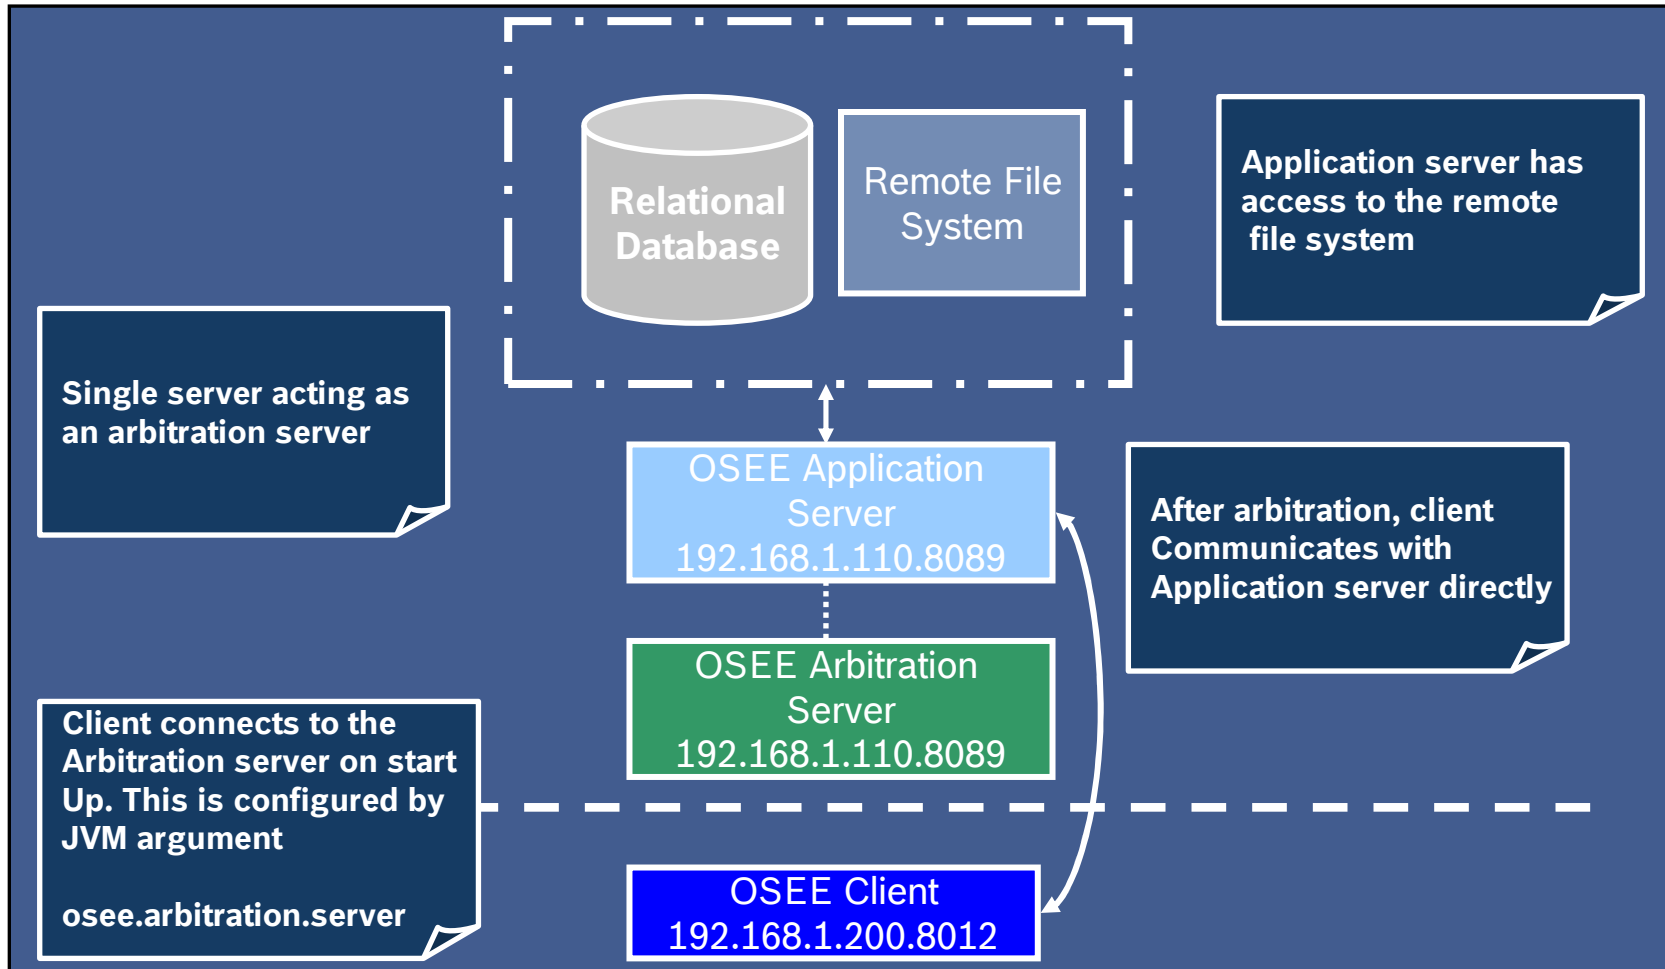 Relational
Database
Remote File
System
Application server has
access to the remote
file system
Single server acting as
an arbitration server
OSEE Application
Server
192.168.1.110.8089
After arbitration, client
Communicates with
Application server directly
OSEE Arbitration
Server
192.168.1.110.8089
Client connects to the
Arbitration server on start
Up. This is configured by
JVM argument
osee.arbitration.server
OSEE Client
192.168.1.200.8012